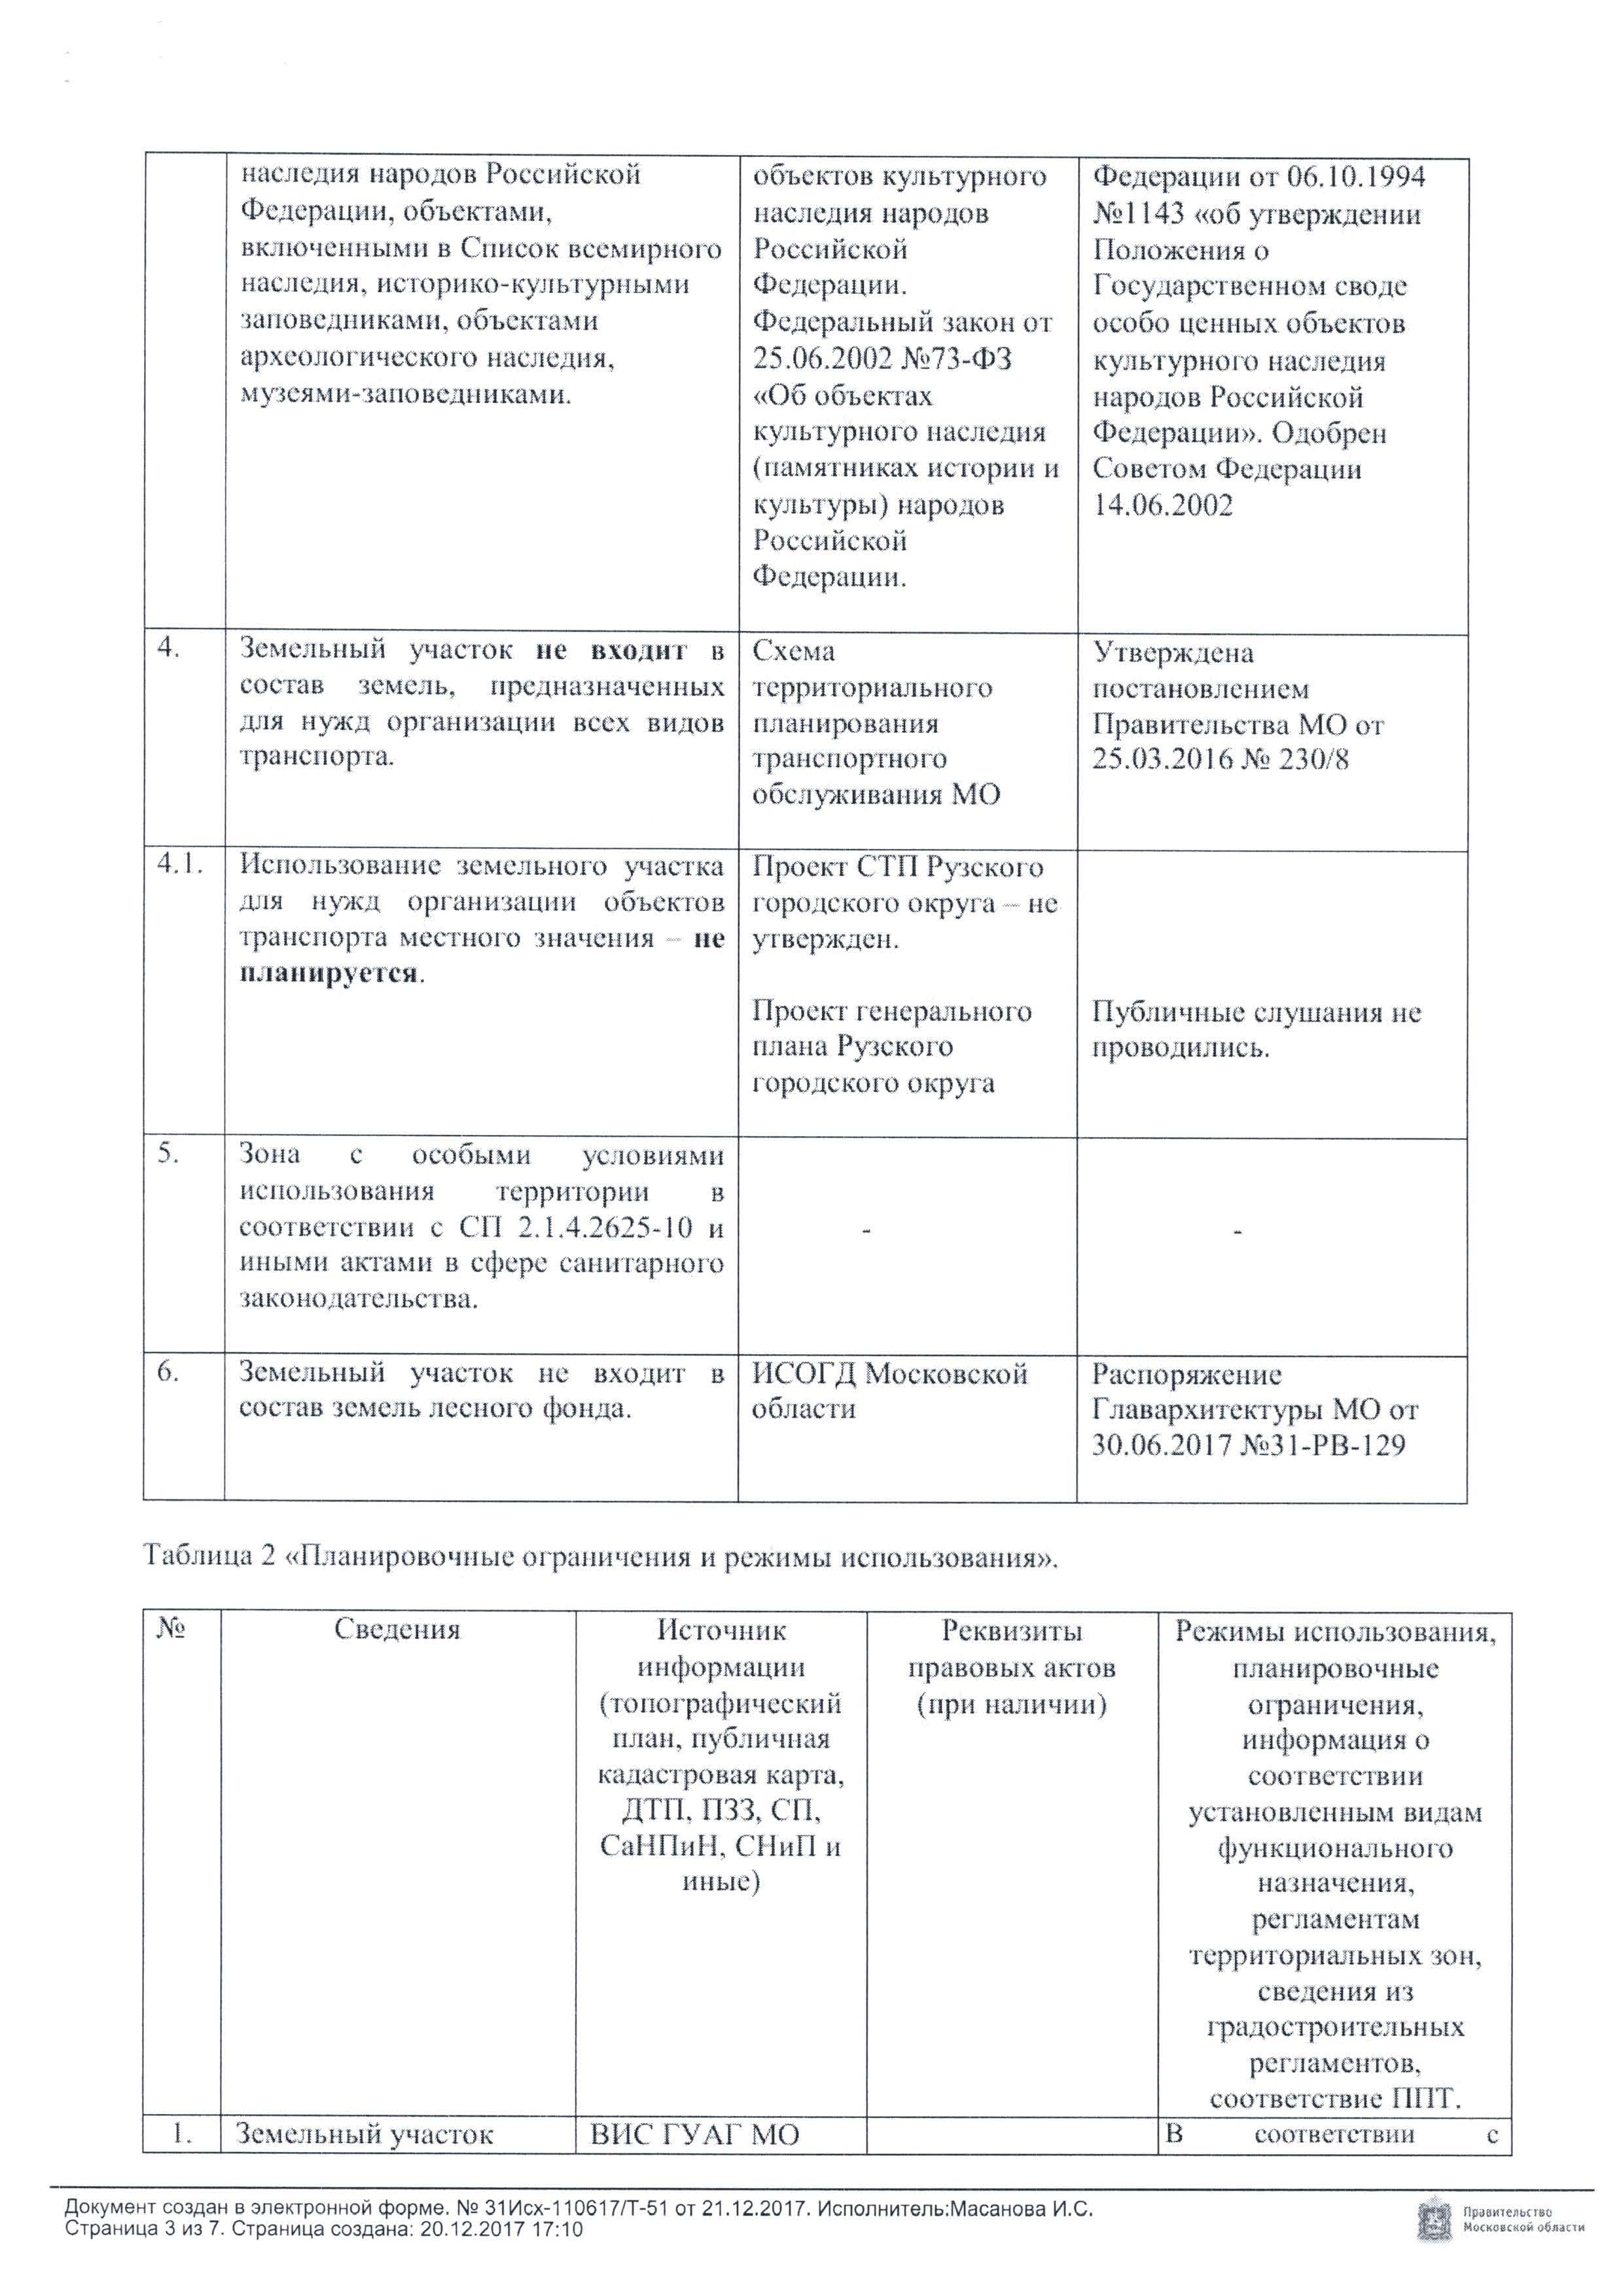 наследия народов Российской
Федерации, объектами,
включенными в Список всемирного
наследия, историко-культурными
заповедниками, объектами
археологического наследия,
музеями-заповедниками.
объектов культурного
наследия народов
Российской
Федерации.
Федеральный закон от
25.06.2002 №73-ФЗ
«Об объектах
культурного наследия
(памятниках истории и
культуры) народов
Российской
Федерации.
Федерации от 06.10.1994
№1143 «об утверждении
Положения о
Государственном своде
особо ценных объектов
культурного наследия
народов Российской
Федерации». Одобрен
Советом Федерации
14.06.2002
4.
Земельный участок не входит в
состав земель, предназначенных
для нужд организации всех видов
транспорта.
Схема
территориального
планирования
транспортного
обслуживания МО
Утверждена
постановлением
Правительства МО от
25.03.2016 № 230/8
4.1.
Использование земельного участка
для нужд организации объектов
транспорта местного значения – не
планируется.
Проект СТП Рузского
городского округа – не
утвержден.
Проект генерального
плана Рузского
городского округа
Публичные слушания не
проводились.
5.
Зона с особыми условиями
использования территории в
соответствии с СП 2.1.4.2625-10 и
иными актами в сфере санитарного
законодательства.
-
-
6.
Земельный участок не входит в
состав земель лесного фонда.
ИСОГД Московской
области
Распоряжение
Главархитектуры МО от
30.06.2017 №31-РВ-129
Таблица 2 «Планировочные ограничения и режимы использования».
№
Сведения
Источник
информации
(топографический
план, публичная
кадастровая карта,
ДТП, ПЗЗ, СП,
СаНПиН, СНиП и
иные)
Реквизиты
правовых актов
(при наличии)
Режимы использования,
планировочные
ограничения,
информация о
соответствии
установленным видам
функционального
назначения,
регламентам
территориальных зон,
сведения из
градостроительных
регламентов,
соответствие ППТ.
1.
Земельный участок
ВИС ГУАГ МО
В соответствии с
Документ создан в электронной форме. № 31Исх-110617/Т-51 от 21.12.2017. Исполнитель:Масанова И.С.
Страница 3 из 7. Страница создана: 20.12.2017 17:10
Правительство
Московской области